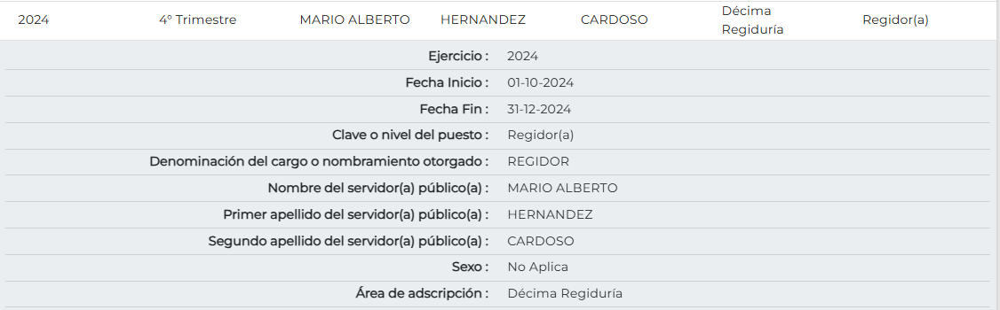 2024 4° Trimestre MARIO ALBERTO HERNANDEZ CARDOSO Décima Regiduría Regidor(a)
Ejercicio : 2024
Fecha Inicio : 01-10-2024
Fecha Fin : 31-12-2024
Clave o nivel del puesto : Regidor(a)
Denominación del cargo o nombramiento otorgado : REGIDOR
Nombre del servidor(a) público(a) : MARIO ALBERTO
Primer apellido del servidor(a) público(a) : HERNANDEZ
Segundo apellido del servidor(a) público(a) : CARDOSO
Sexo : No Aplica
Área de adscripción : Décima Regiduría